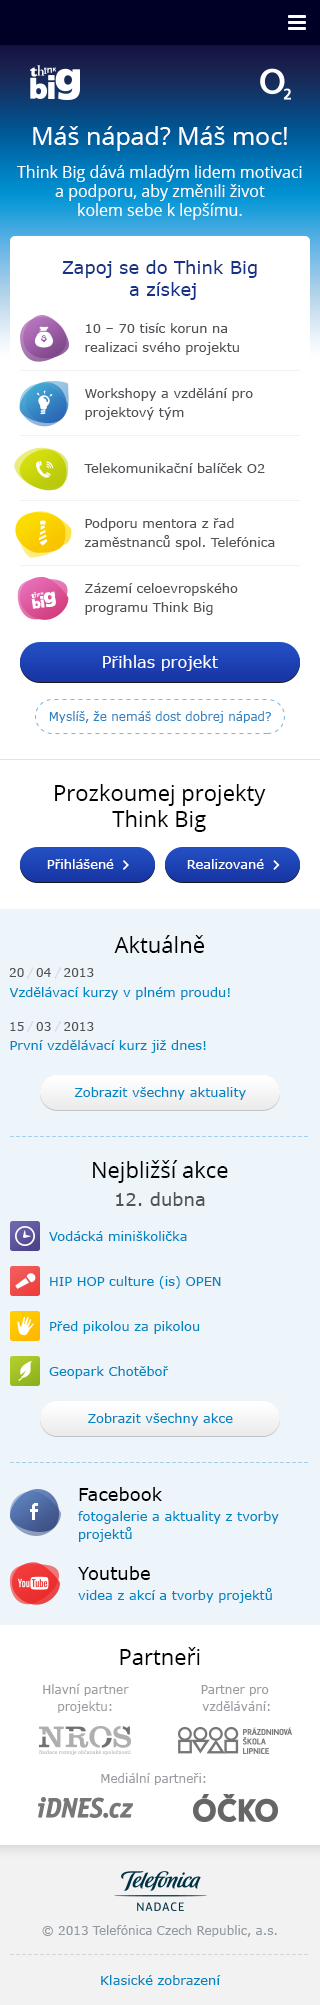 think
big
O2
Máš nápad? Máš moc!
Think Big dává mladým lidem motivaci
a podporu, aby změnili život
kolem sebe k lepšímu.
Zapoj se do Think Big
a získej
10 – 70 tisíc korun na
realizaci svého projektu
Workshopy a vzdělání pro
projektový tým
Telekomunikační balíček O2
Podporu mentora z řad
zaměstnanců spol. Telefónica
think
big
Zázemí celoevropského
programu Think Big
Přihlas projekt
Myslíš, že nemáš dost dobrej nápad?
Prozkoumej projekty
Think Big
Přihlášené
Realizované
Aktuálně
20 / 04 / 2013
Vzdělávací kurzy v plném proudu!
15 / 03 / 2013
První vzdělávací kurz již dnes!
Zobrazit všechny aktuality
Nejbližší akce
12. dubna
Vodácká miniškolička
HIP HOP culture (is) OPEN
Před pikolou za pikolou
Geopark Chotěboř
Zobrazit všechny akce
f
Facebook
fotogalerie a aktuality z tvorby
projektů
YouTube
Youtube
videa z akcí a tvorby projektů
Partneři
Hlavní partner
projektu:
NROS
Nadace rozvoje občanské společnosti
Partner pro
vzdělávání:
PRÁZDNINOVÁ
ŠKOLA
LIPNICE
Mediální partneři:
iDNES.cz
ÓČKO
Telefónica
NADACE
© 2013 Telefónica Czech Republic, a.s.
Klasické zobrazení